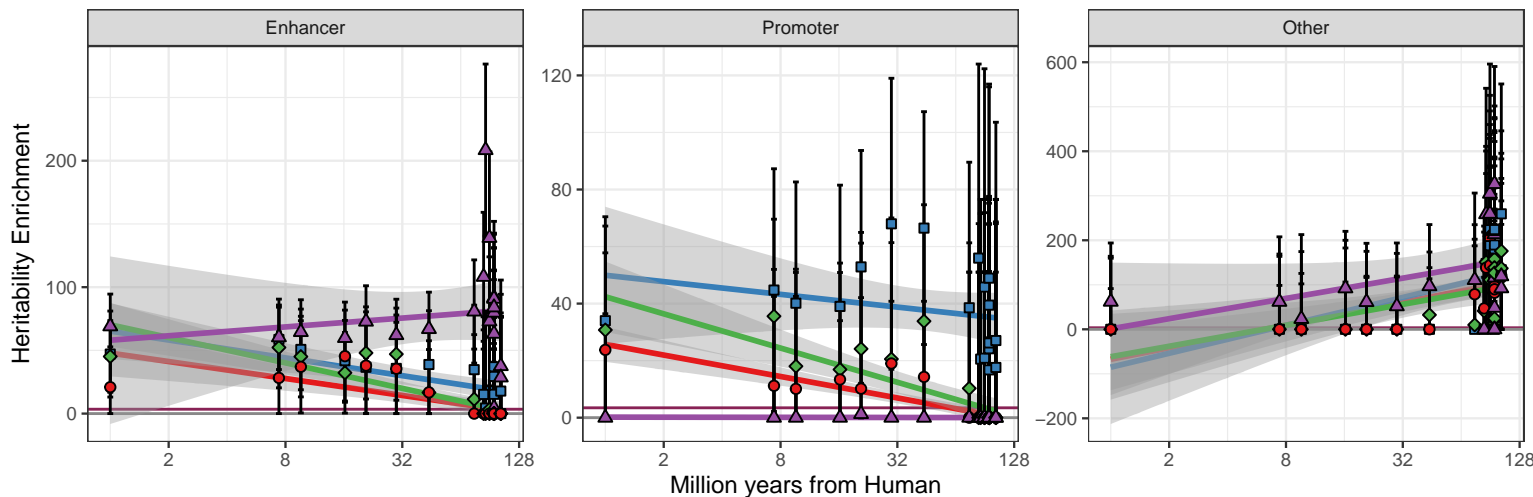 Enhancer
Promoter
Other
Heritability Enrichment
200
100
0
120
80
40
0
600
400
200
0
−200
2 8 32 128
2 8 32 128
2 8 32 128
Million years from Human